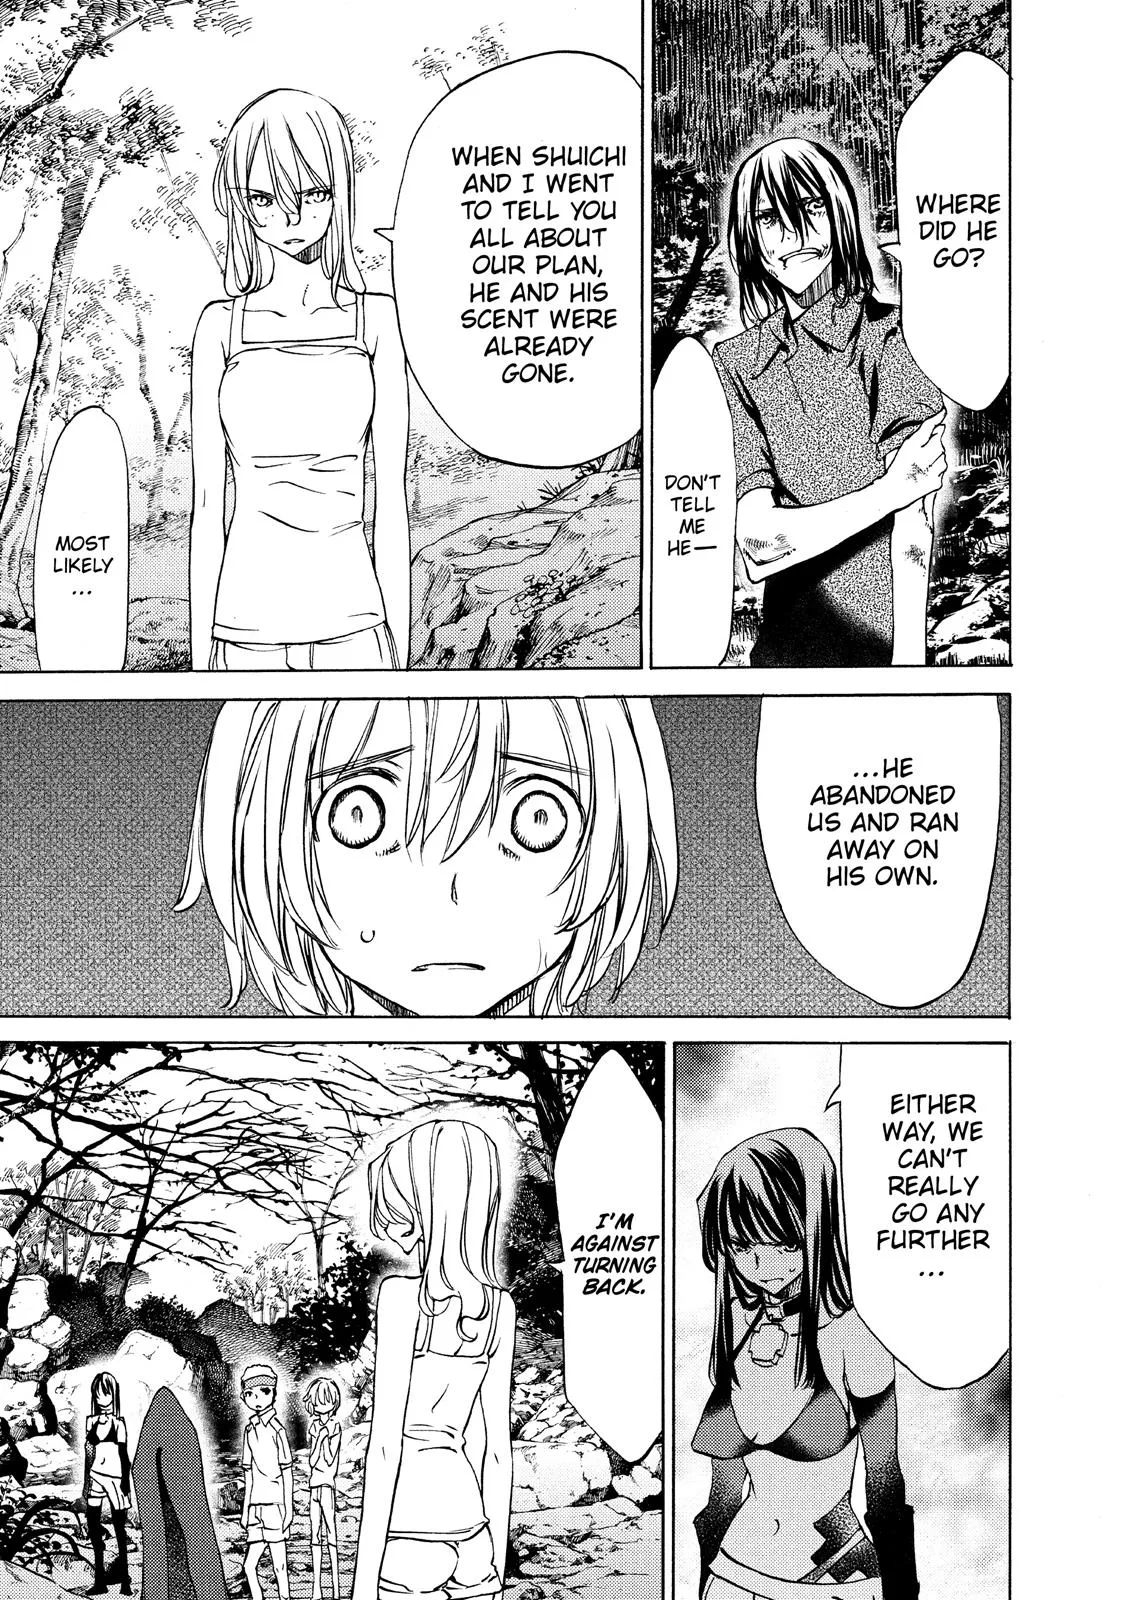 WHERE
DID HE
GO?
DON'T
TELL
ME
HE—
WHEN SHUICHI
AND I WENT
TO TELL YOU
ALL ABOUT
OUR PLAN,
HE AND HIS
SCENT WERE
ALREADY
GONE.
MOST
LIKELY
...
...HE
ABANDONED
US AND RAN
AWAY ON
HIS OWN.
EITHER
WAY, WE
CAN'T
REALLY
GO ANY
FURTHER
...
I'M
AGAINST
TURNING
BACK.